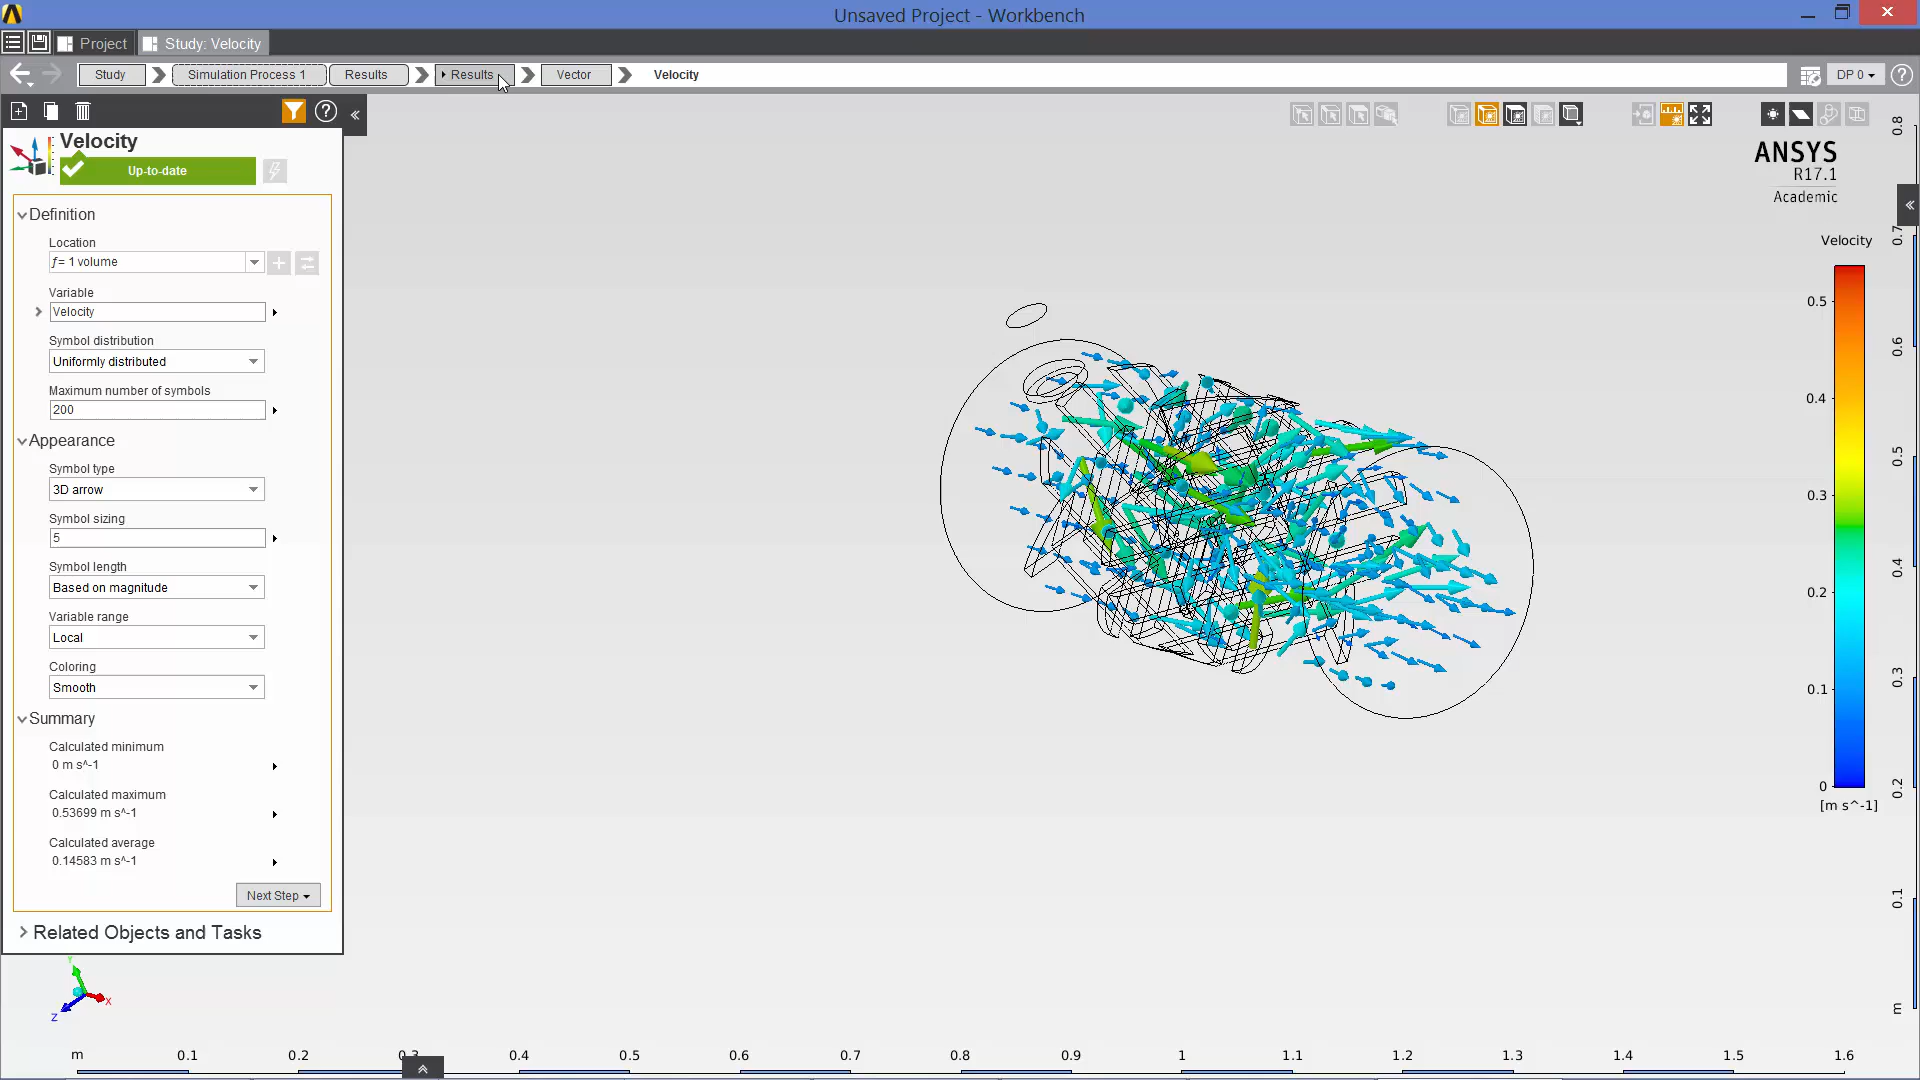 Unsaved Project - Workbench
Project
Study: Velocity
Study
Simulation Process 1
Results
Results
Vector
Velocity
DP 0
Velocity
Up-to-date
Definition
Location
ƒ= 1 volume
Variable
Velocity
Symbol distribution
Uniformly distributed
Maximum number of symbols
200
Appearance
Symbol type
3D arrow
Symbol sizing
5
Symbol length
Based on magnitude
Variable range
Local
Coloring
Smooth
Summary
Calculated minimum
0 m s^-1
Calculated maximum
0.53699 m s^-1
Calculated average
0.14583 m s^-1
Next Step
Related Objects and Tasks
ANSYS
R17.1
Academic
Velocity
0.5
0.4
0.3
0.2
0.1
0
[m s^-1]
0.8
0.7
0.6
0.5
0.4
0.3
0.2
0.1
m
Y
X
Z
m 0.1 0.2 0.3 0.4 0.5 0.6 0.7 0.8 0.9 1 1.1 1.2 1.3 1.4 1.5 1.6